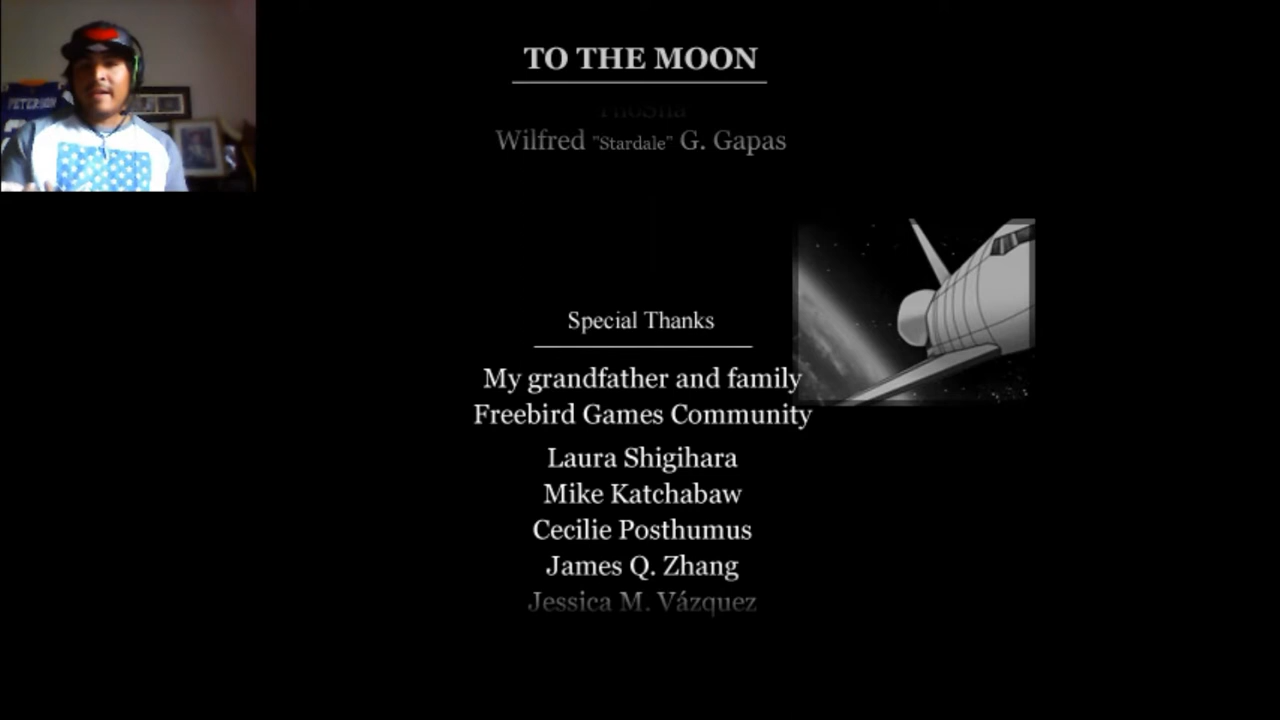 PETERSON
TO THE MOON
Wilfred "Stardale" G. Gapas
Special Thanks
My grandfather and family
Freebird Games Community
Laura Shigihara
Mike Katchabaw
Cecilie Posthumus
James Q. Zhang
Jessica M. Vázquez